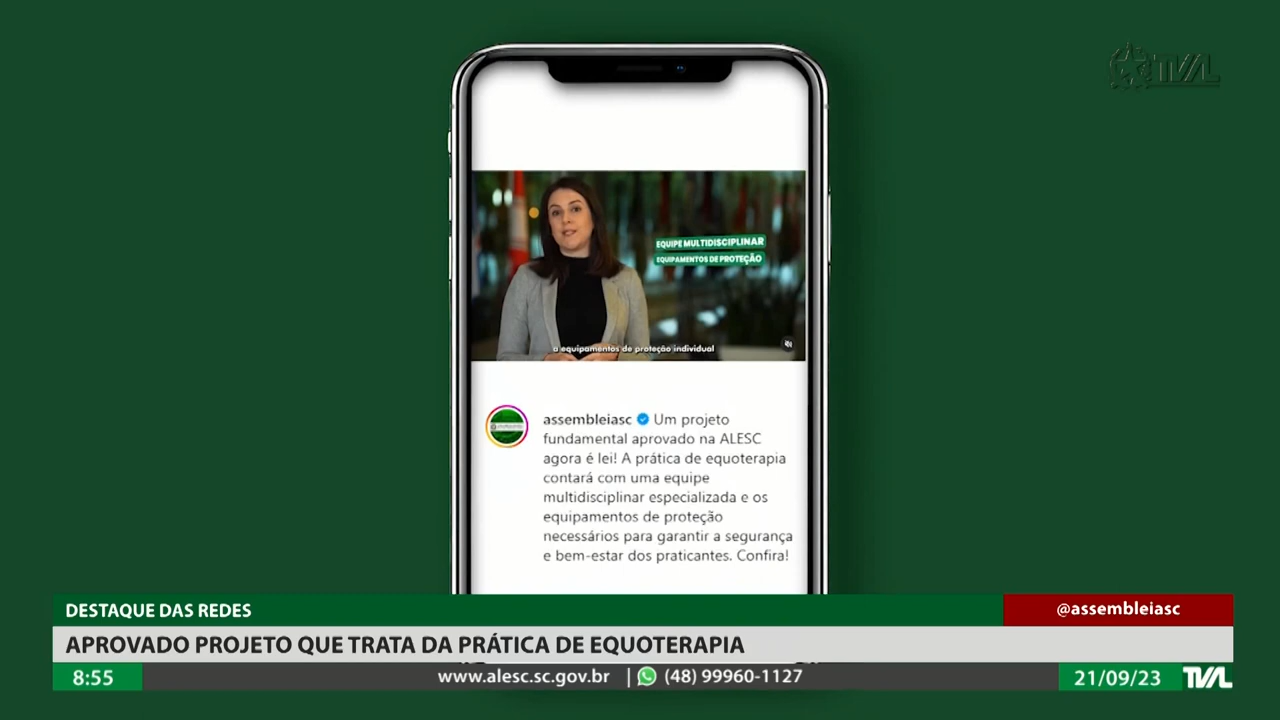 TVAL
EQUIPE MULTIDISCIPLINAR
EQUIPAMENTOS DE PROTEÇÃO
a equipamentos de proteção individual
assembleiasc Um projeto
fundamental aprovado na ALESC
agora é lei! A prática de equoterapia
contará com uma equipe
multidisciplinar especializada e os
equipamentos de proteção
necessários para garantir a segurança
e bem-estar dos praticantes. Confira!
DESTAQUE DAS REDES
@assembleiasc
APROVADO PROJETO QUE TRATA DA PRÁTICA DE EQUOTERAPIA
8:55
www.alesc.sc.gov.br | (48) 99960-1127
21/09/23
TVAL